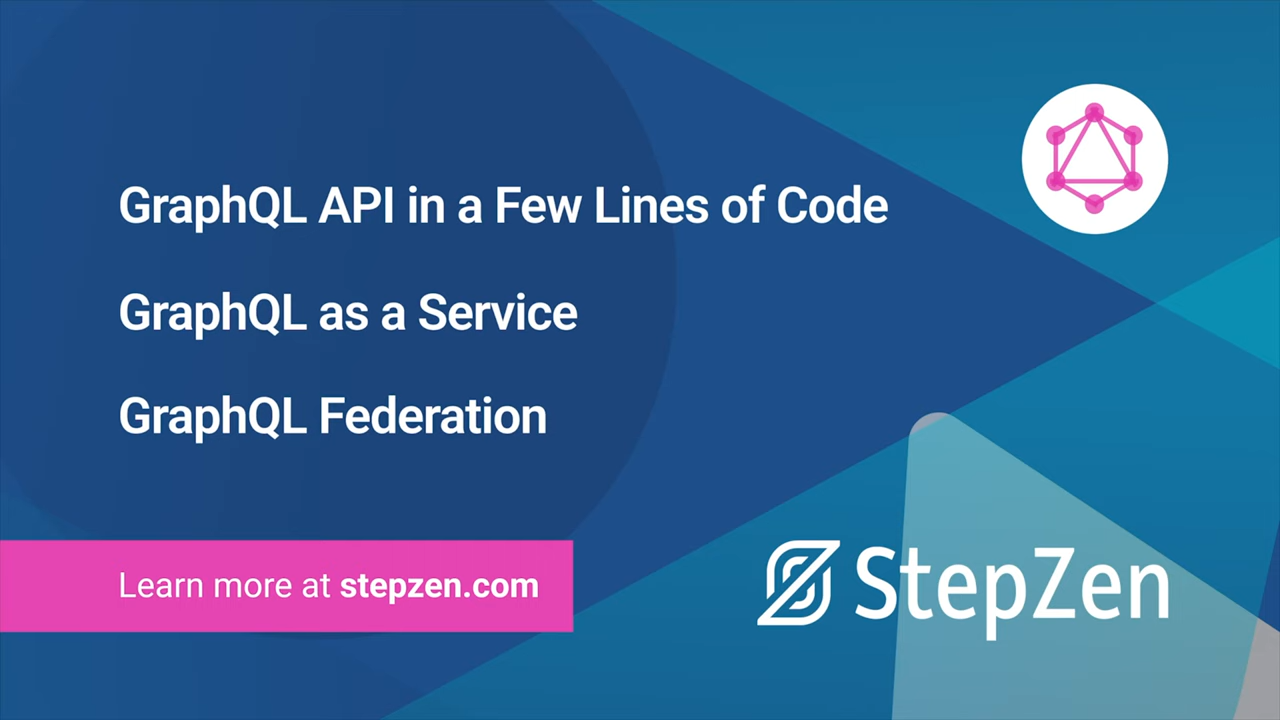 GraphQL API in a Few Lines of Code
GraphQL as a Service
GraphQL Federation
Learn more at stepzen.com
StepZen